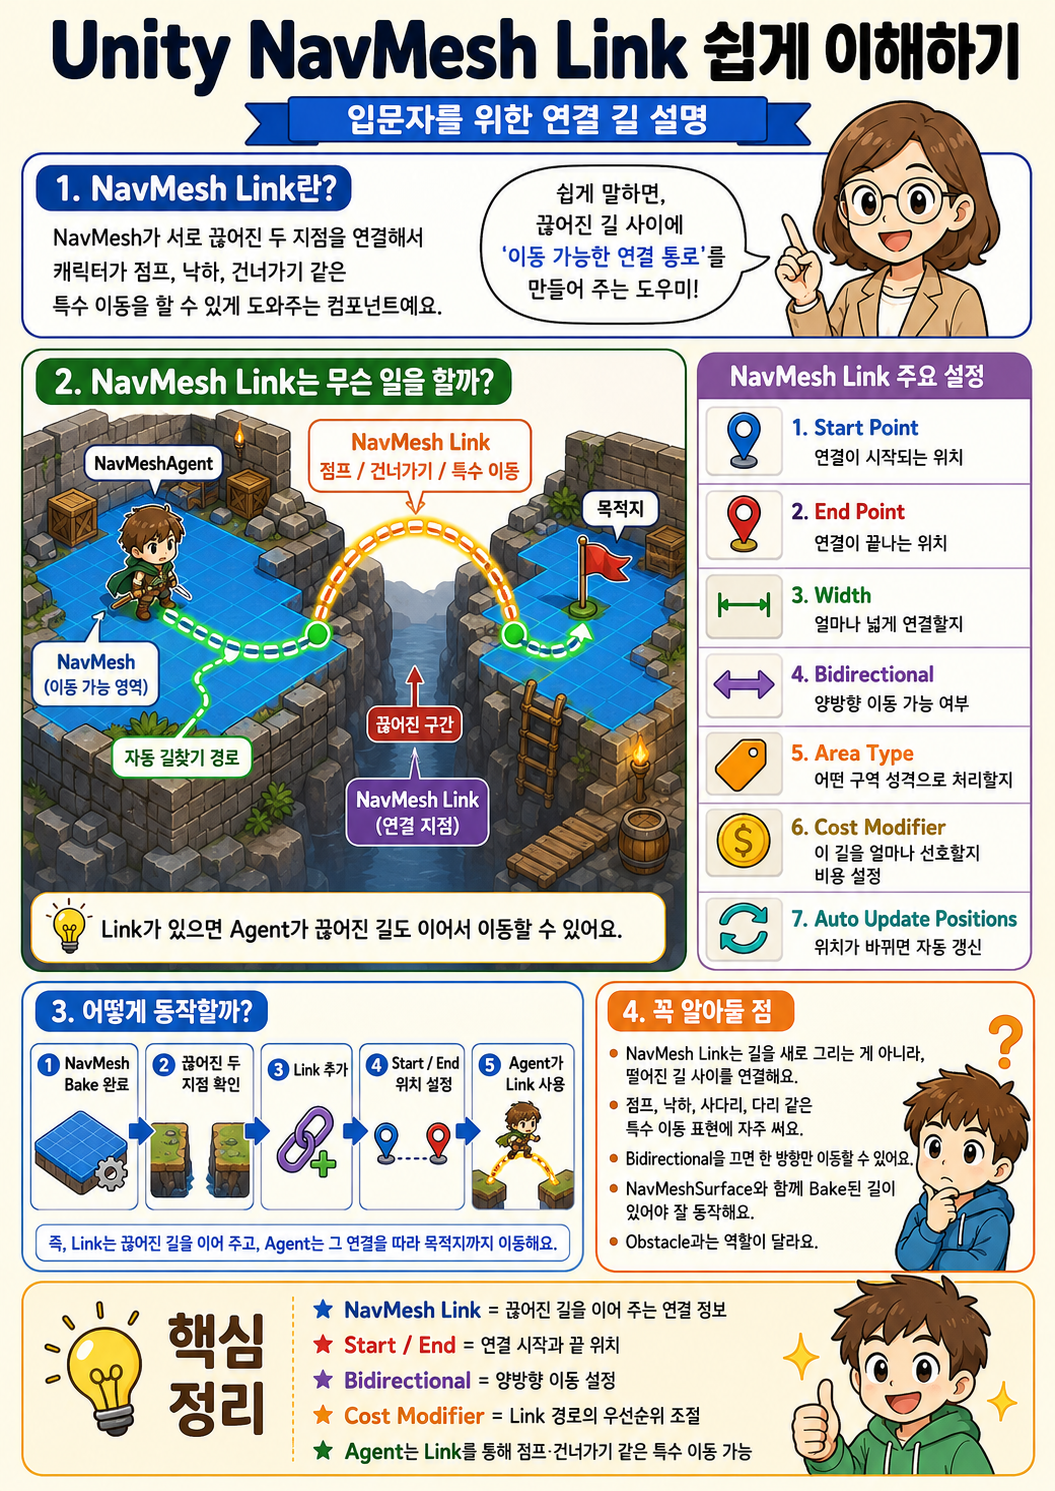 Unity NavMesh Link 쉽게 이해하기
입문자를 위한 연결 길 설명
1. NavMesh Link란?
NavMesh가 서로 끊어진 두 지점을 연결해서
캐릭터가 점프, 낙하, 건너가기 같은
특수 이동을 할 수 있게 도와주는 컴포넌트예요.
쉽게 말하면,
끊어진 길 사이에
'이동 가능한 연결 통로'를
만들어 주는 도우미!
2. NavMesh Link는 무슨 일을 할까?
NavMeshAgent
NavMesh Link
점프 / 건너가기 / 특수 이동
목적지
NavMesh
(이동 가능 영역)
자동 길찾기 경로
끊어진 구간
NavMesh Link
(연결 지점)
Link가 있으면 Agent가 끊어진 길도 이어서 이동할 수 있어요.
NavMesh Link 주요 설정
1. Start Point
연결이 시작되는 위치
2. End Point
연결이 끝나는 위치
3. Width
얼마나 넓게 연결할지
4. Bidirectional
양방향 이동 가능 여부
5. Area Type
어떤 구역 성격으로 처리할지
6. Cost Modifier
이 길을 얼마나 선호할지
비용 설정
7. Auto Update Positions
위치가 바뀌면 자동 갱신
3. 어떻게 동작할까?
1 NavMesh
Bake 완료
2 끊어진 두
지점 확인
3 Link 추가
4 Start / End
위치 설정
5 Agent가
Link 사용
즉, Link는 끊어진 길을 이어 주고, Agent는 그 연결을 따라 목적지까지 이동해요.
4. 꼭 알아둘 점
• NavMesh Link는 길을 새로 그리는 게 아니라,
떨어진 길 사이를 연결해요.
• 점프, 낙하, 사다리, 다리 같은
특수 이동 표현에 자주 써요.
• Bidirectional을 끄면 한 방향만 이동할 수 있어요.
• NavMeshSurface와 함께 Bake된 길이
있어야 잘 동작해요.
• Obstacle과는 역할이 달라요.
?
핵심
정리
★ NavMesh Link = 끊어진 길을 이어 주는 연결 정보
★ Start / End = 연결 시작과 끝 위치
★ Bidirectional = 양방향 이동 설정
★ Cost Modifier = Link 경로의 우선순위 조절
★ Agent는 Link를 통해 점프·건너가기 같은 특수 이동 가능